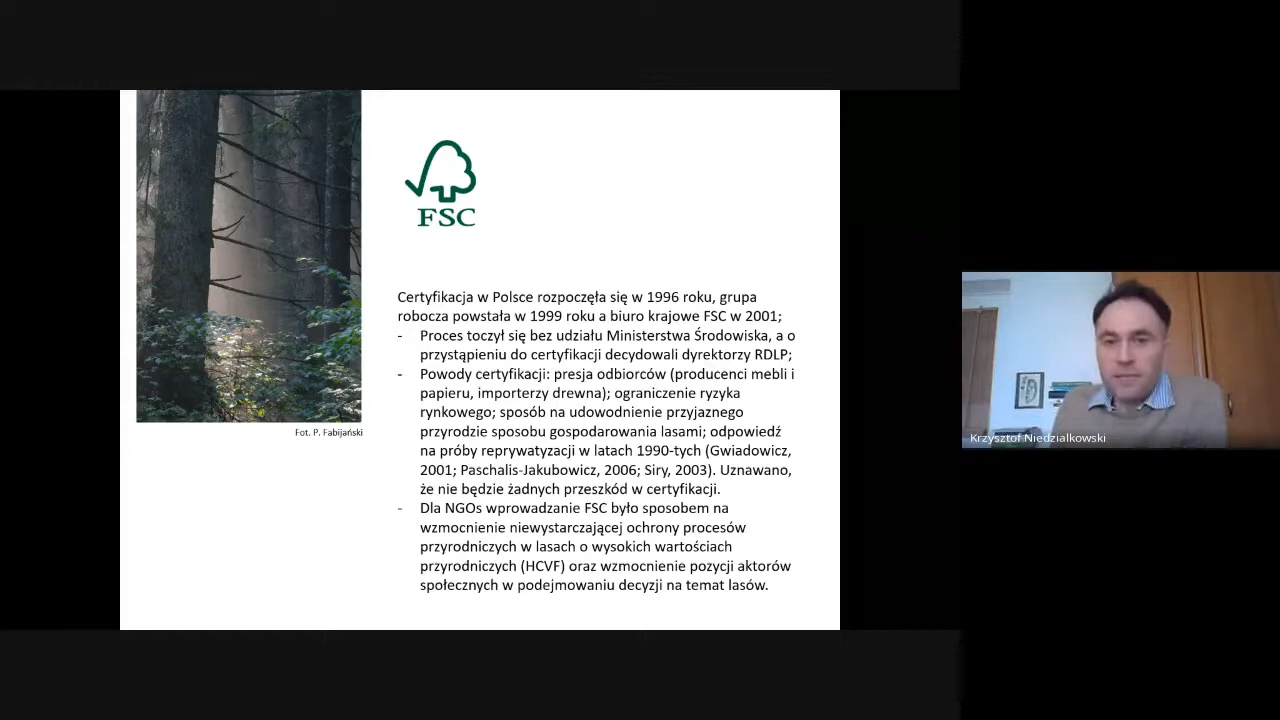 FSC
Certyfikacja w Polsce rozpoczęła się w 1996 roku, grupa
robocza powstała w 1999 roku a biuro krajowe FSC w 2001;
- Proces toczył się bez udziału Ministerstwa Środowiska, a o
przystąpieniu do certyfikacji decydowali dyrektorzy RDLP;
- Powody certyfikacji: presja odbiorców (producenci mebli i
papieru, importerzy drewna); ograniczenie ryzyka
rynkowego; sposób na udowodnienie przyjaznego
przyrodzie sposobu gospodarowania lasami; odpowiedź
na próby reprywatyzacji w latach 1990-tych (Gwiadowicz,
2001; Paschalis-Jakubowicz, 2006; Siry, 2003). Uznawano,
że nie będzie żadnych przeszkód w certyfikacji.
- Dla NGOs wprowadzanie FSC było sposobem na
wzmocnienie niewystarczającej ochrony procesów
przyrodniczych w lasach o wysokich wartościach
przyrodniczych (HCVF) oraz wzmocnienie pozycji aktorów
społecznych w podejmowaniu decyzji na temat lasów.
Fot. P. Fabijański
Krzysztof Niedzialkowski